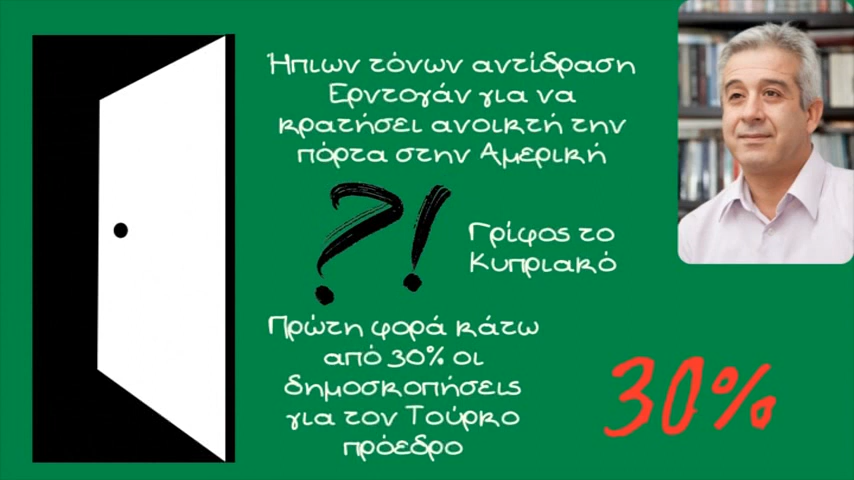 Ήπιων τόνων αντίδραση
Ερντογάν για να
κρατήσει ανοικτή την
πόρτα στην Αμερική
?!
Γρίφος το
Κυπριακό
Πρώτη φορά κάτω
από 30% οι
δημοσκοπήσεις
για τον Τούρκο
πρόεδρο
30%